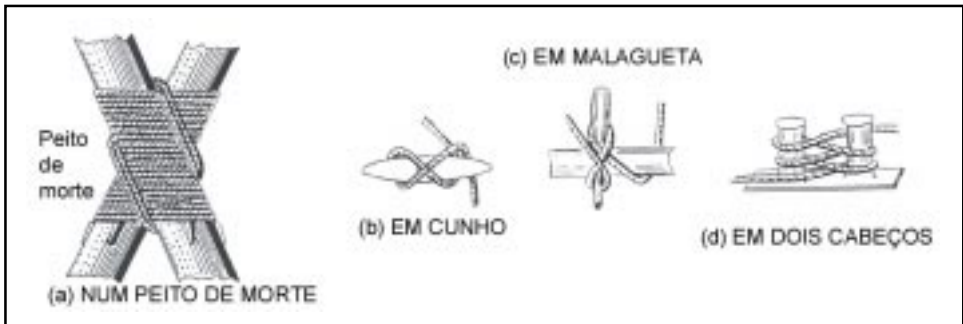 (c) EM MALAGUETA
Peito
de
morte
(b) EM CUNHO
(d) EM DOIS CABEÇOS
(a) NUM PEITO DE MORTE